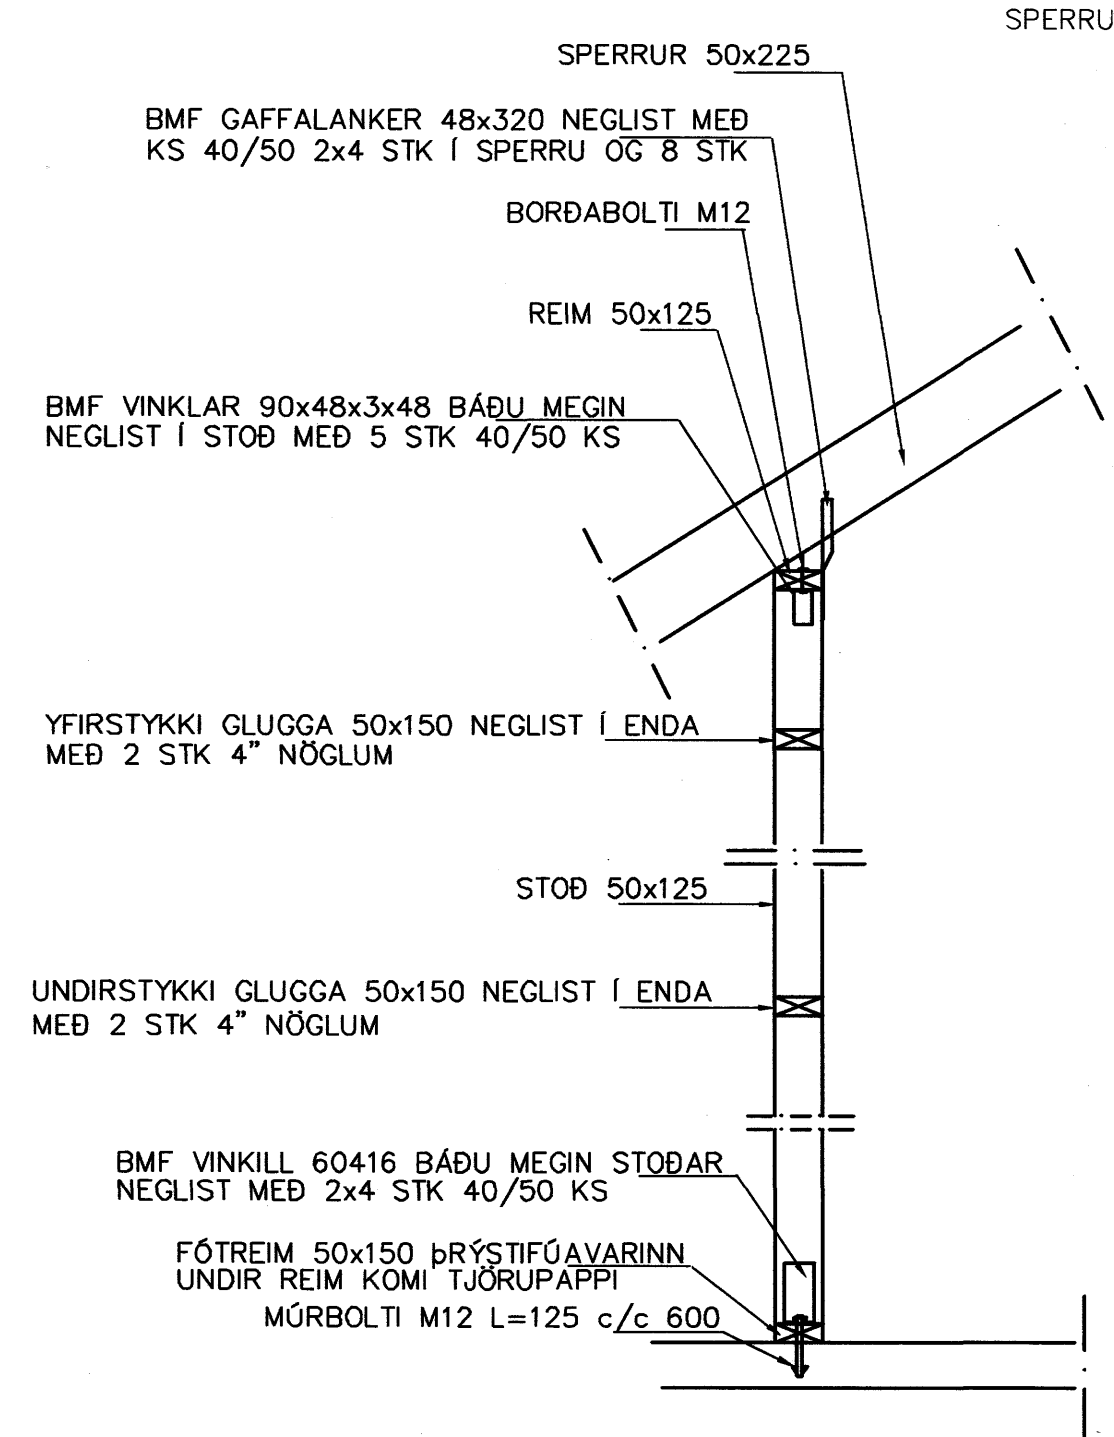 SPERRU
SPERRUR 50x225
BMF GAFFALANKER 48x320 NEGLIST MEÐ
KS 40/50 2x4 STK Í SPERRU OG 8 STK
BORÐABOLTI M12
REIM 50x125
BMF VINKLAR 90x48x3x48 BÁÐU MEGIN
NEGLIST Í STOÐ MEÐ 5 STK 40/50 KS
YFIRSTYKKI GLUGGA 50x150 NEGLIST Í ENDA
MEÐ 2 STK 4" NÖGLUM
STOÐ 50x125
UNDIRSTYKKI GLUGGA 50x150 NEGLIST Í ENDA
MEÐ 2 STK 4" NÖGLUM
BMF VINKILL 60416 BÁÐU MEGIN STOÐAR
NEGLIST MEÐ 2x4 STK 40/50 KS
FÓTREIM 50x150 þRÝSTIFÚAVARINN
UNDIR REIM KOMI TJÖRUPAPPI
MÚRBOLTI M12 L=125 c/c 600